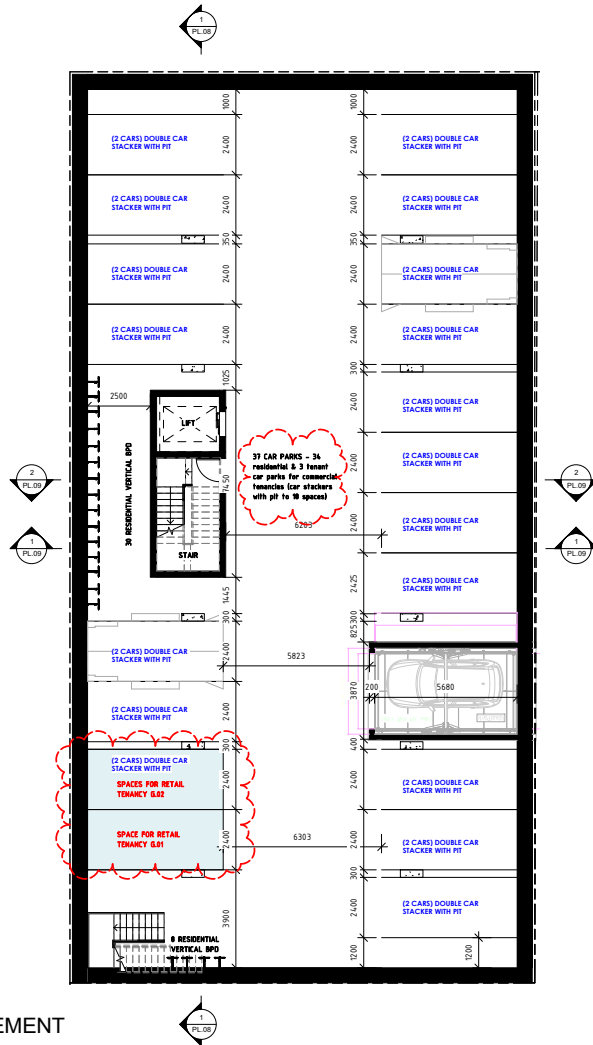 1
PL.08
1000
1000
(2 CARS) DOUBLE CAR
STACKER WITH PIT
2400
2400
(2 CARS) DOUBLE CAR
STACKER WITH PIT
(2 CARS) DOUBLE CAR
STACKER WITH PIT
2400
2400
(2 CARS) DOUBLE CAR
STACKER WITH PIT
350
350
(2 CARS) DOUBLE CAR
STACKER WITH PIT
2400
2400
(2 CARS) DOUBLE CAR
STACKER WITH PIT
(2 CARS) DOUBLE CAR
STACKER WITH PIT
2400
2400
(2 CARS) DOUBLE CAR
STACKER WITH PIT
1025
300
2500
2400
(2 CARS) DOUBLE CAR
STACKER WITH PIT
LIFT
30 RESIDENTIAL VERTICAL BPD
37 CAR PARKS - 34
residential & 3 tenant
car parks for commercial
tenancies (car stackers
with pit to 18 spaces)
2400
(2 CARS) DOUBLE CAR
STACKER WITH PIT
2
PL.09
7450
6203
2400
(2 CARS) DOUBLE CAR
STACKER WITH PIT
2
PL.09
1
PL.09
STAIR
1
PL.09
1445
2425
(2 CARS) DOUBLE CAR
STACKER WITH PIT
300
300
825
(2 CARS) DOUBLE CAR
STACKER WITH PIT
2400
5823
3870
200
5680
(2 CARS) DOUBLE CAR
STACKER WITH PIT
2400
300
400
(2 CARS) DOUBLE CAR
STACKER WITH PIT
SPACES FOR RETAIL
TENANCY G.02
2400
2400
(2 CARS) DOUBLE CAR
STACKER WITH PIT
SPACE FOR RETAIL
TENANCY G.01
2400
6303
2400
(2 CARS) DOUBLE CAR
STACKER WITH PIT
300
3900
2400
(2 CARS) DOUBLE CAR
STACKER WITH PIT
8 RESIDENTIAL
VERTICAL BPD
1200
1200
EMENT
1
PL.08